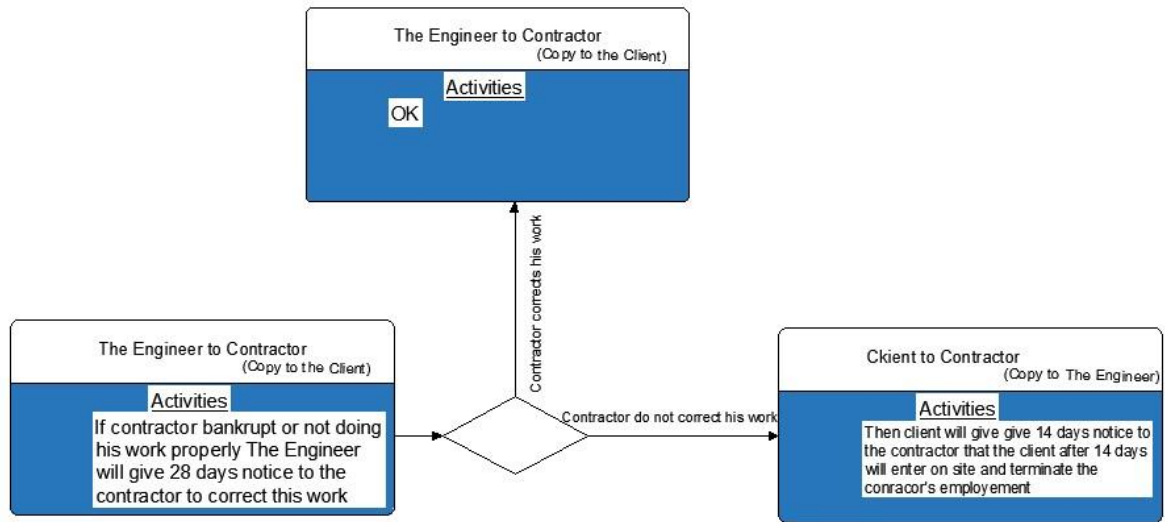 The Engineer to Contractor
(Copy to the Client)
Activities
OK
Contractor corrects his work
The Engineer to Contractor
(Copy to the Client)
Activities
If contractor bankrupt or not doing
his work properly The Engineer
will give 28 days notice to the
contractor to correct this work
Contractor do not correct his work
Ckient to Contractor
(Copy to The Engineer)
Activities
Then client will give give 14 days notice to
the contractor that the client after 14 days
will enter on site and terminate the
conracor's employement